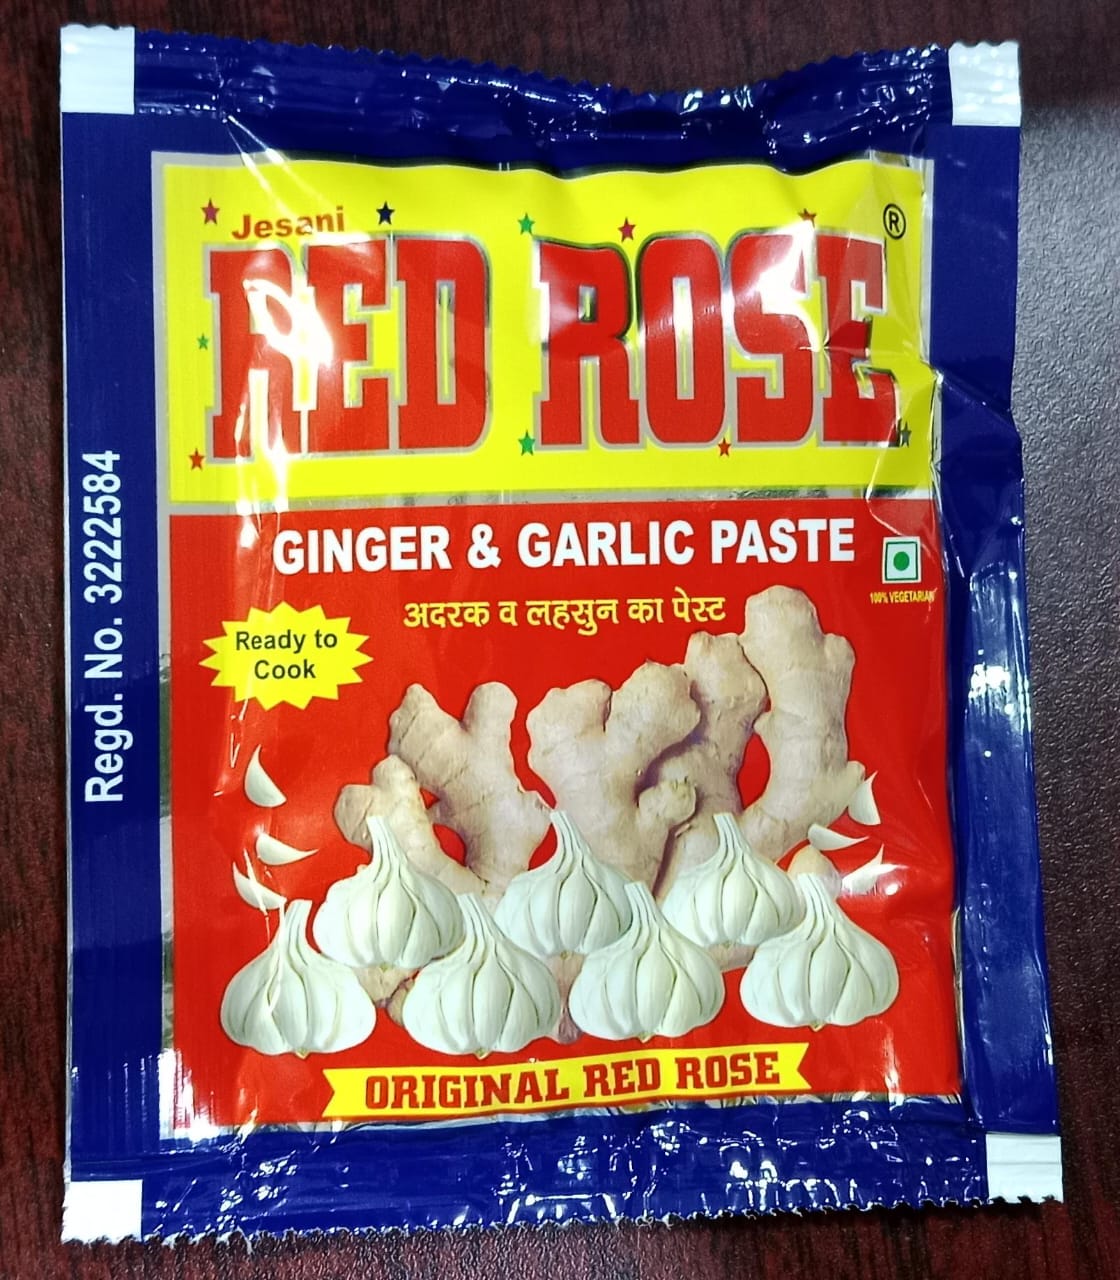 Jesani
RED ROSE®
GINGER & GARLIC PASTE
100% VEGETARIAN
अदरक व लहसुन का पेस्ट
Ready to
Cook
Regd. No. 3222584
ORIGINAL RED ROSE